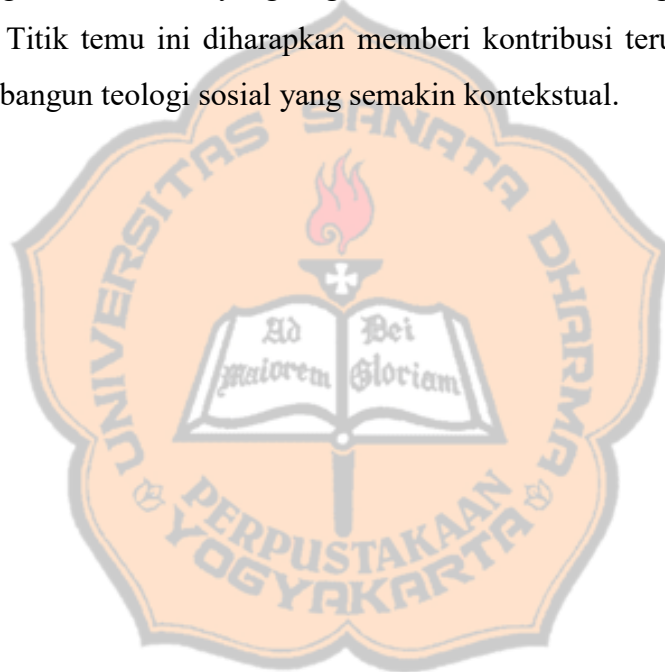 Titik temu ini diharapkan memberi kontribusi teru
bangun teologi sosial yang semakin kontekstual.
UNIVERSITAS SANATA DHARMA
Ad Maiorem
Dei Gloriam
PERPUSTAKAAN
YOGYAKARTA